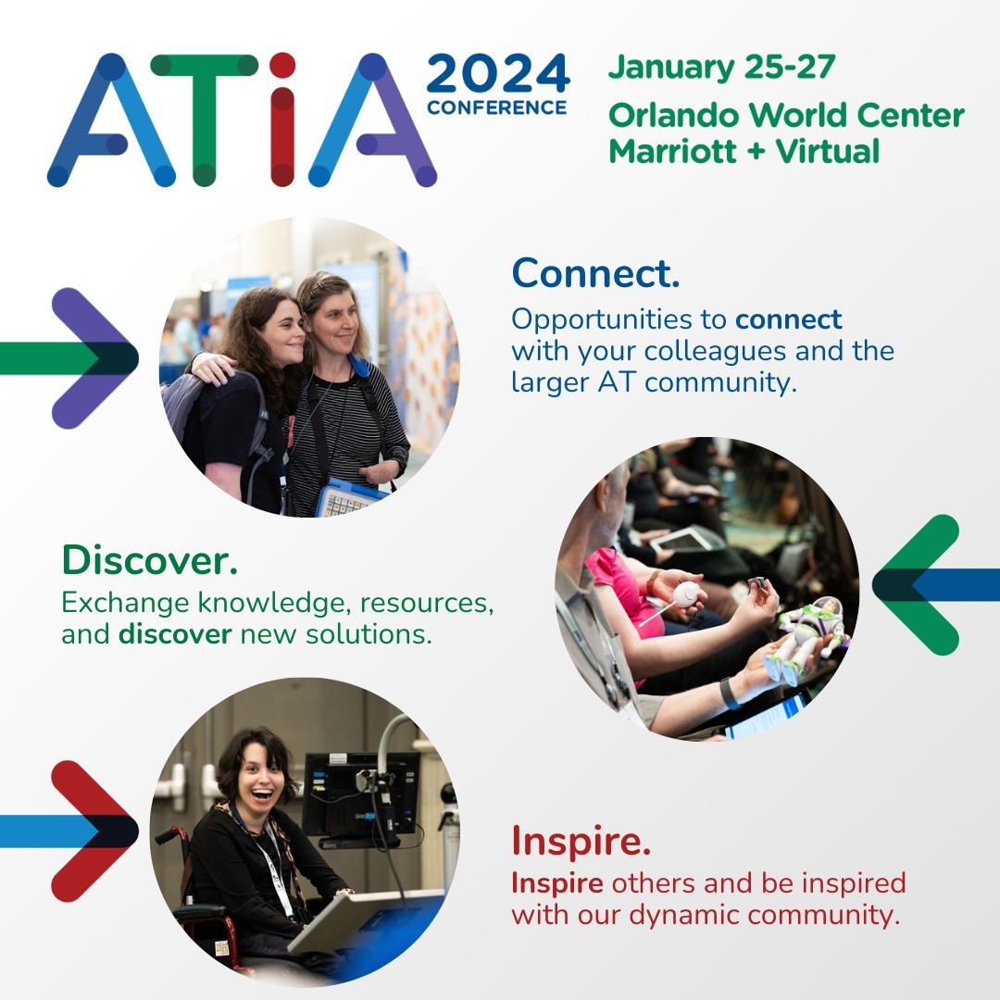 ATiA
2024
CONFERENCE
January 25-27
Orlando World Center
Marriott + Virtual
Connect.
Opportunities to connect
with your colleagues and the
larger AT community.
Discover.
Exchange knowledge, resources,
and discover new solutions.
Inspire.
Inspire others and be inspired
with our dynamic community.